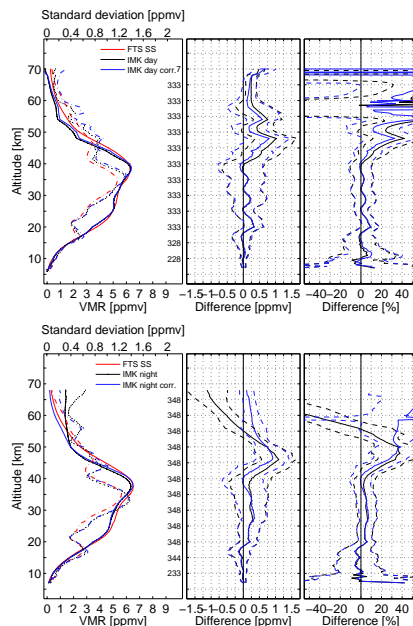 Standard deviation [ppmv]
0 0.4 0.8 1.2 1.6
FTS SS
IMK day
IMK day corr.
70
60
50
40
30
20
10
Altitude [km]
7
333
333
333
333
333
333
333
333
333
328
228
0 1 2 3 4 5 6 7 8 9
VMR [ppmv]
−1.5 −1 −0.5 0 0.5 1 1.5
Difference [ppmv]
−40 −20 0 20 40
Difference [%]
Standard deviation [ppmv]
0 0.4 0.8 1.2 1.6
FTS SS
IMK night
IMK night corr.
70
60
50
40
30
20
10
Altitude [km]
348
348
348
348
348
348
348
348
348
344
233
0 1 2 3 4 5 6 7 8 9
VMR [ppmv]
−1.5 −1 −0.5 0 0.5 1 1.5
Difference [ppmv]
−40 −20 0 20 40
Difference [%]